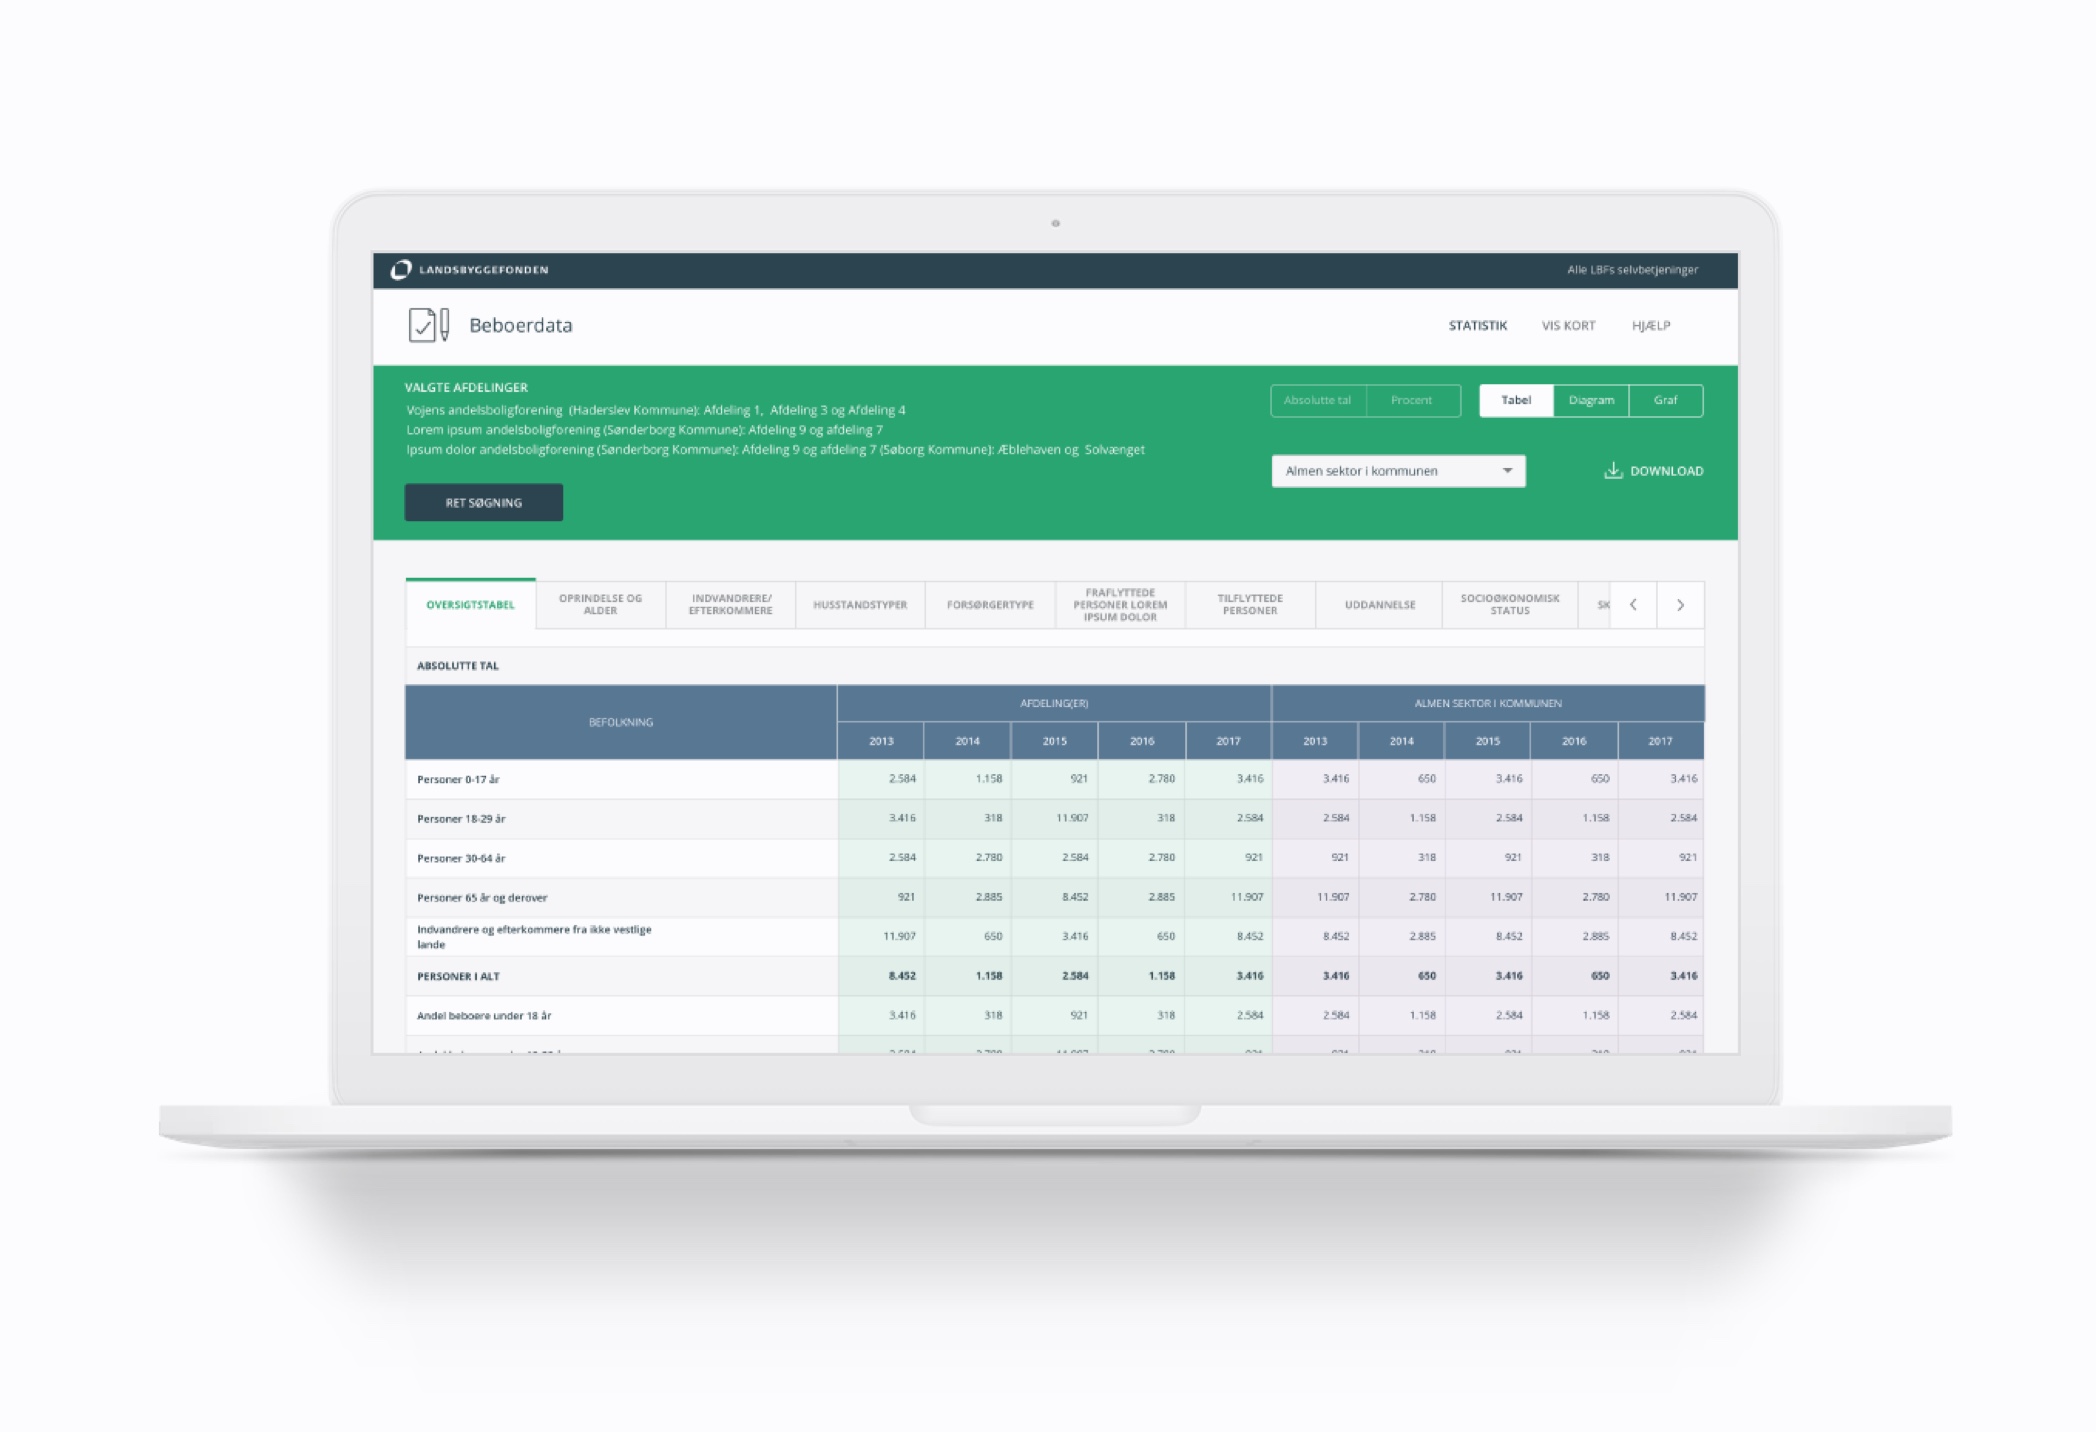 LANDSBYGGEFONDEN
Alle LBFs selvbetjeninger
Beboerdata
STATISTIK VIS KORT HJÆLP
VALGTE AFDELINGER
Vojens andelsboligforening (Haderslev Kommune): Afdeling 1, Afdeling 3 og Afdeling 4
Lorem ipsum andelsboligforening (Sønderborg Kommune): Afdeling 9 og afdeling 7
Ipsum dolor andelsboligforening (Sønderborg Kommune): Afdeling 9 og afdeling 7 (Søborg Kommune): Æblehaven og Solvænget
RET SØGNING
Absolutte tal Procent
Tabel Diagram Graf
Almen sektor i kommunen
DOWNLOAD
OVERSIGTSTABEL
OPRINDELSE OG
ALDER
INDVANDRERE/
EFTERKOMMERE
HUSSTANDSTYPER
FORSØRGERTYPE
FRAFLYTTEDE
PERSONER LOREM
IPSUM DOLOR
TILFLYTTEDE
PERSONER
UDDANNELSE
SOCIOØKONOMISK
STATUS
SK
ABSOLUTTE TAL
BEFOLKNING
AFDELING(ER)
ALMEN SEKTOR I KOMMUNEN
2013 2014 2015 2016 2017 2013 2014 2015 2016 2017
Personer 0-17 år 2.584 1.158 921 2.780 3.416 3.416 650 3.416 650 3.416
Personer 18-29 år 3.416 318 11.907 318 2.584 2.584 1.158 2.584 1.158 2.584
Personer 30-64 år 2.584 2.780 2.584 2.780 921 921 318 921 318 921
Personer 65 år og derover 921 2.885 8.452 2.885 11.907 11.907 2.780 11.907 2.780 11.907
Indvandrere og efterkommere fra ikke vestlige
lande
11.907 650 3.416 650 8.452 8.452 2.885 8.452 2.885 8.452
PERSONER I ALT 8.452 1.158 2.584 1.158 3.416 3.416 650 3.416 650 3.416
Andel beboere under 18 år 3.416 318 921 318 2.584 2.584 1.158 2.584 1.158 2.584